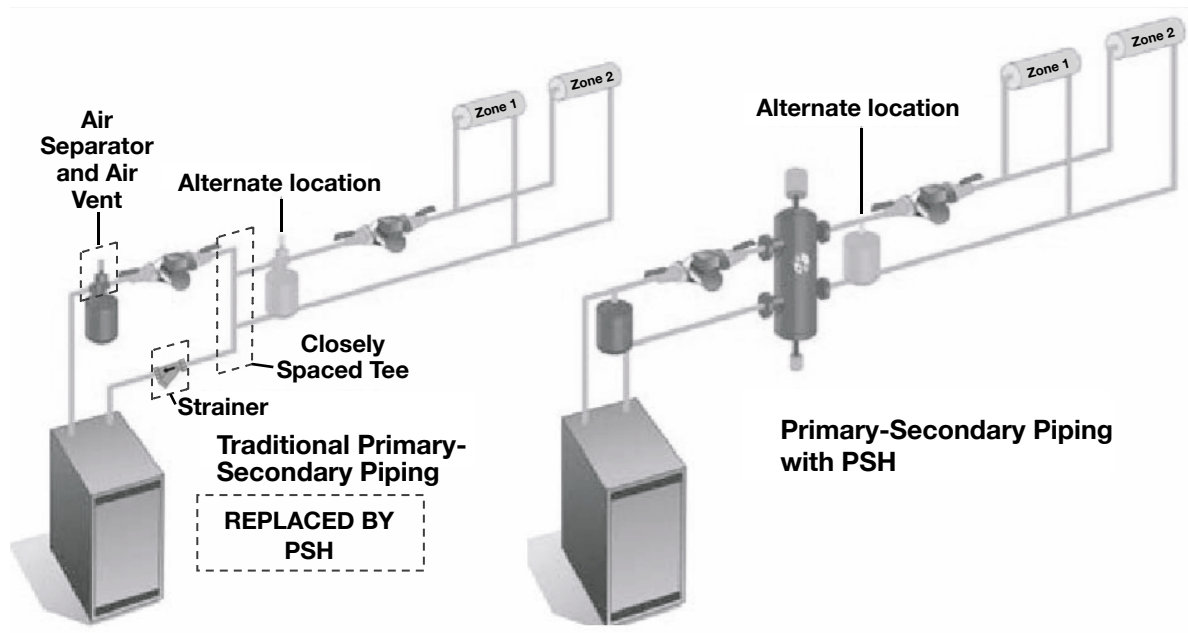 Air
Separator
and Air
Vent
Alternate location
Zone 1
Zone 2
Closely
Spaced Tee
Strainer
Traditional Primary-
Secondary Piping
REPLACED BY
PSH
Alternate location
Zone 1
Zone 2
Primary-Secondary Piping
with PSH